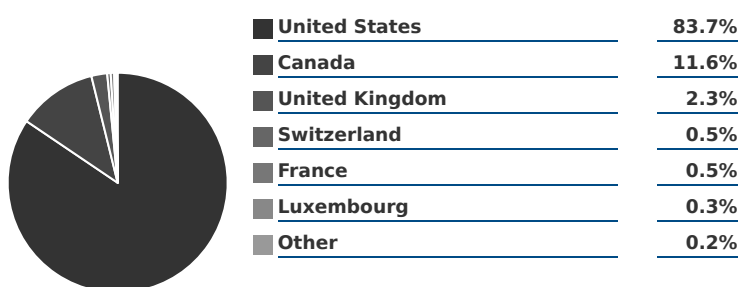 United States 83.7%
Canada 11.6%
United Kingdom 2.3%
Switzerland 0.5%
France 0.5%
Luxembourg 0.3%
Other 0.2%